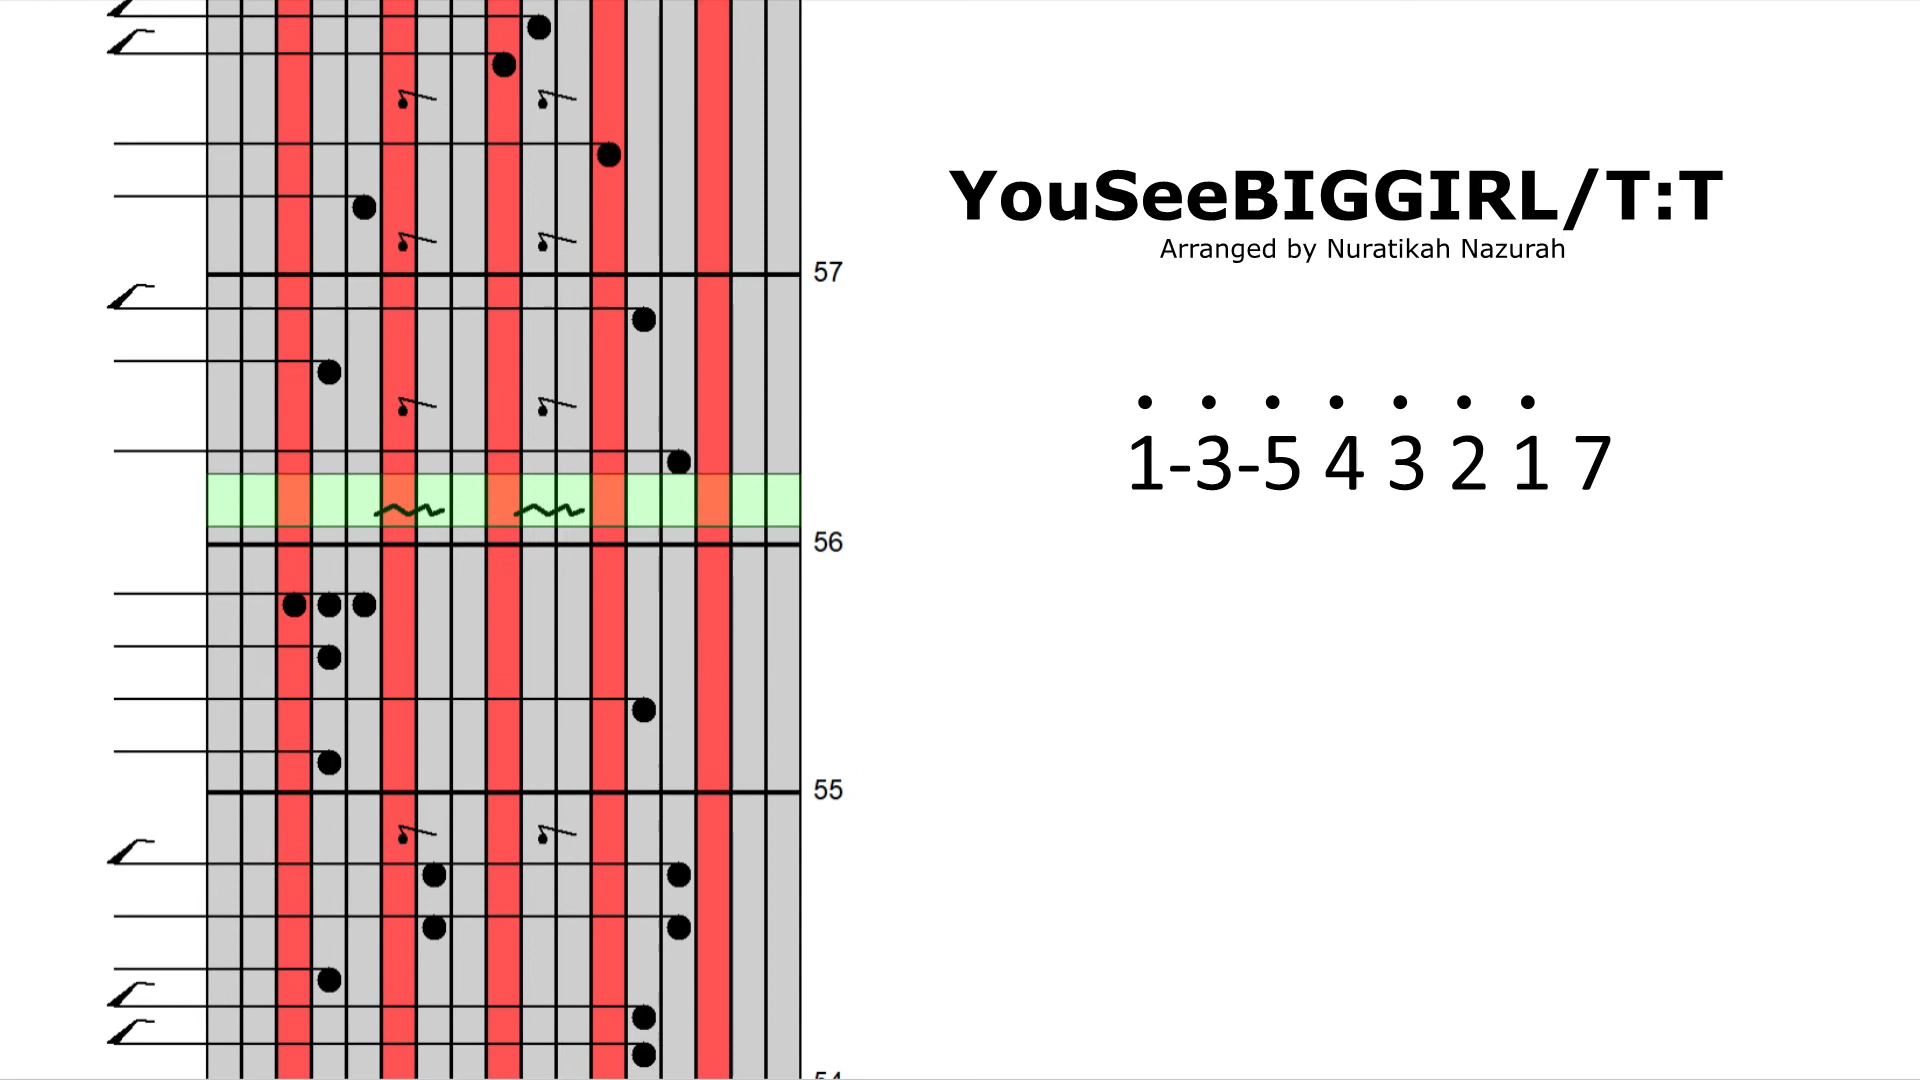 YouSeeBIGGIRL/T:T
Arranged by Nuratikah Nazurah
57
• • • • • • •
1-3-5 4 3 2 1 7
56
55